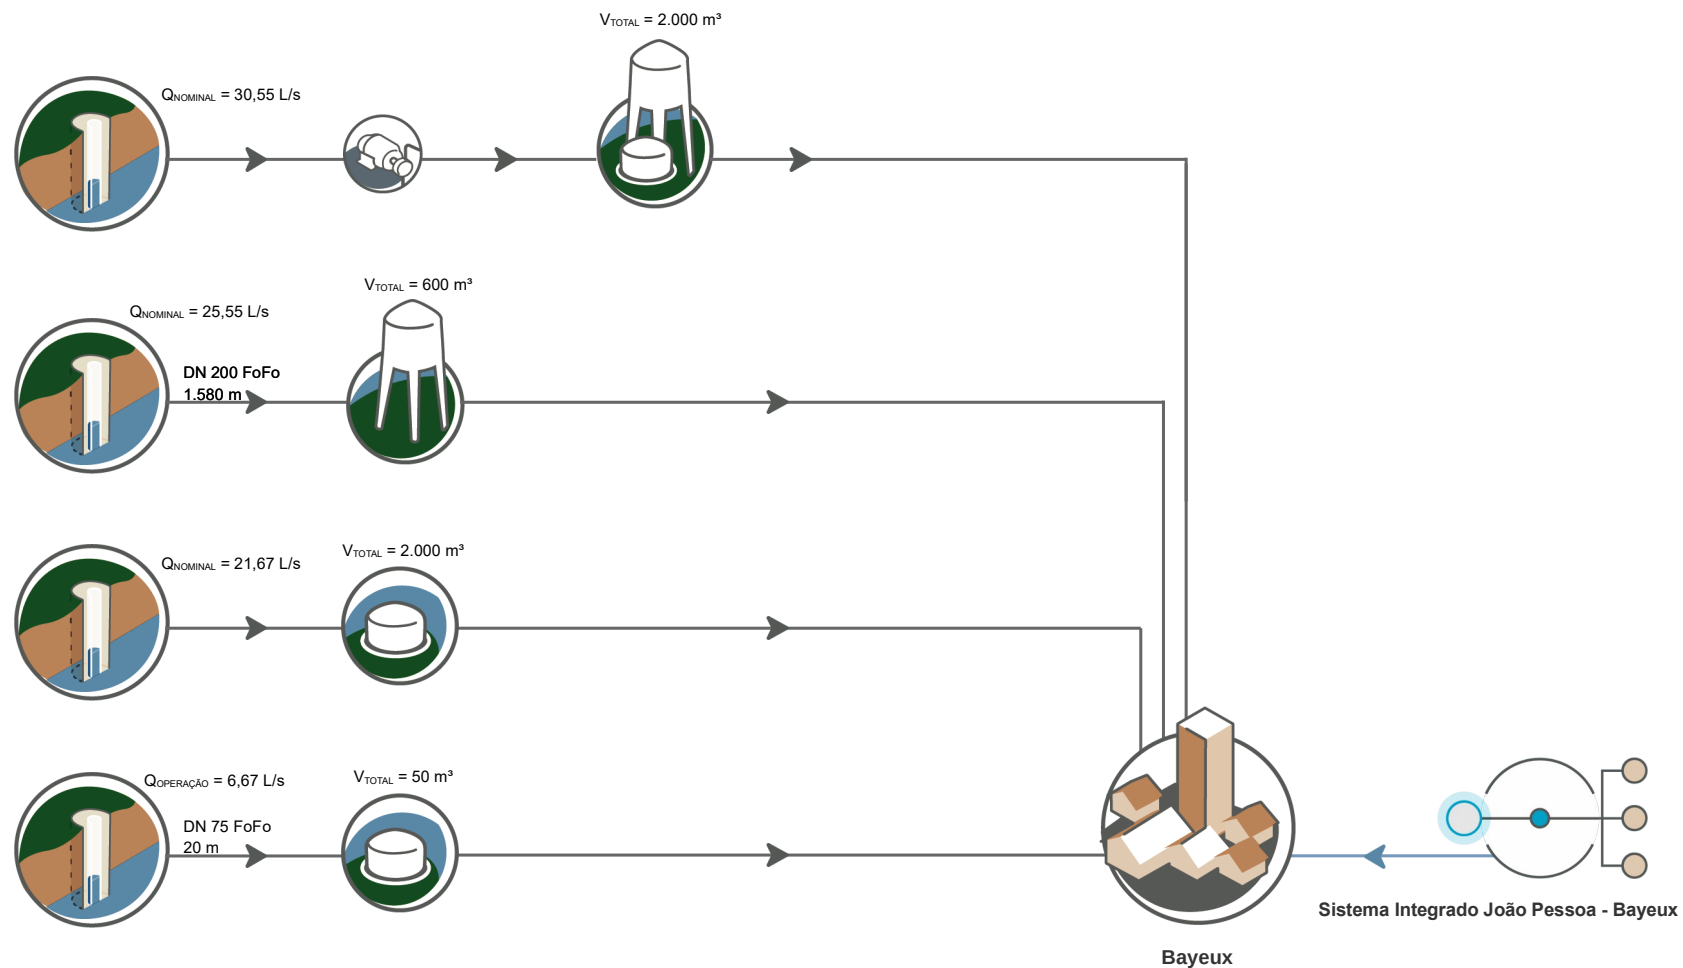 VTOTAL = 2.000 m³
QNOMINAL = 30,55 L/s
VTOTAL = 600 m³
QNOMINAL = 25,55 L/s
DN 200 FoFo
1.580 m
VTOTAL = 2.000 m³
QNOMINAL = 21,67 L/s
VTOTAL = 50 m³
QOPERAÇÃO = 6,67 L/s
DN 75 FoFo
20 m
Sistema Integrado João Pessoa - Bayeux
Bayeux